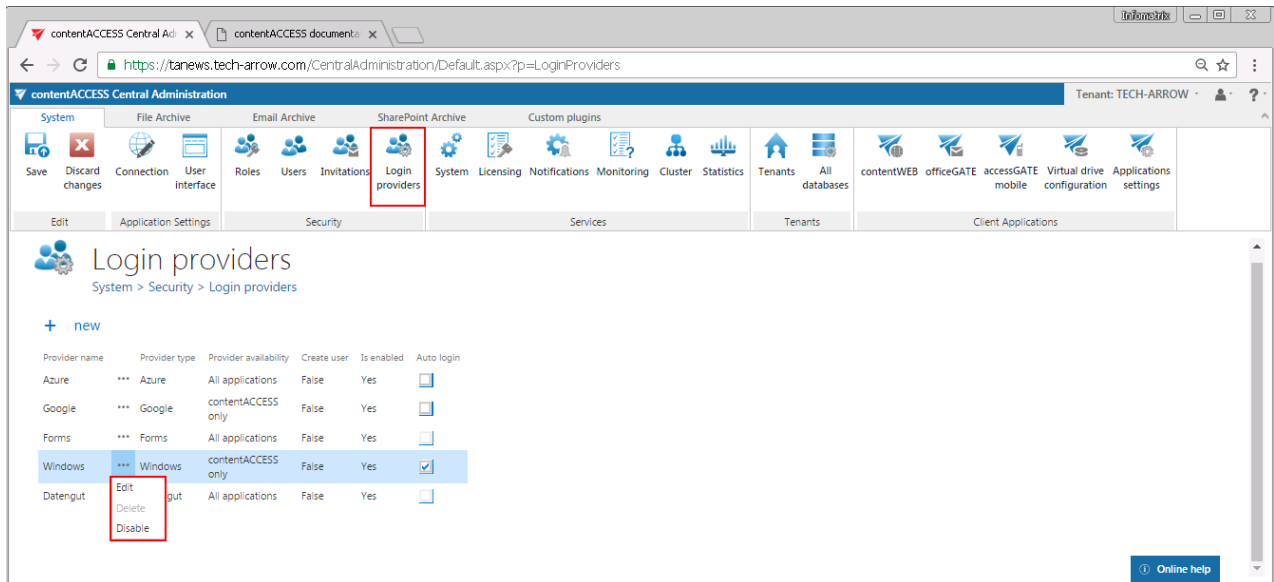 Infometrix
contentACCESS Central Adi
contentACCESS documenta
https://tanews.tech-arrow.com/CentralAdministration/Default.aspx?p=LoginProviders
contentACCESS Central Administration
Tenant: TECH-ARROW
?
System File Archive Email Archive SharePoint Archive Custom plugins
Save Discard Connection User Roles Users Invitations Login System Licensing Notifications Monitoring Cluster Statistics Tenants All contentWEB officeGATE accessGATE Virtual drive Applications
changes interface providers databases mobile configuration settings
Edit Application Settings Security Services Tenants Client Applications
Login providers
System > Security > Login providers
+ new
Provider name Provider type Provider availability Create user Is enabled Auto login
Azure *** Azure All applications False Yes
Google *** Google contentACCESS only False Yes
Forms *** Forms All applications False Yes
Windows *** Windows contentACCESS only False Yes
Datengut gut All applications False Yes
Edit
Delete
Disable
Online help